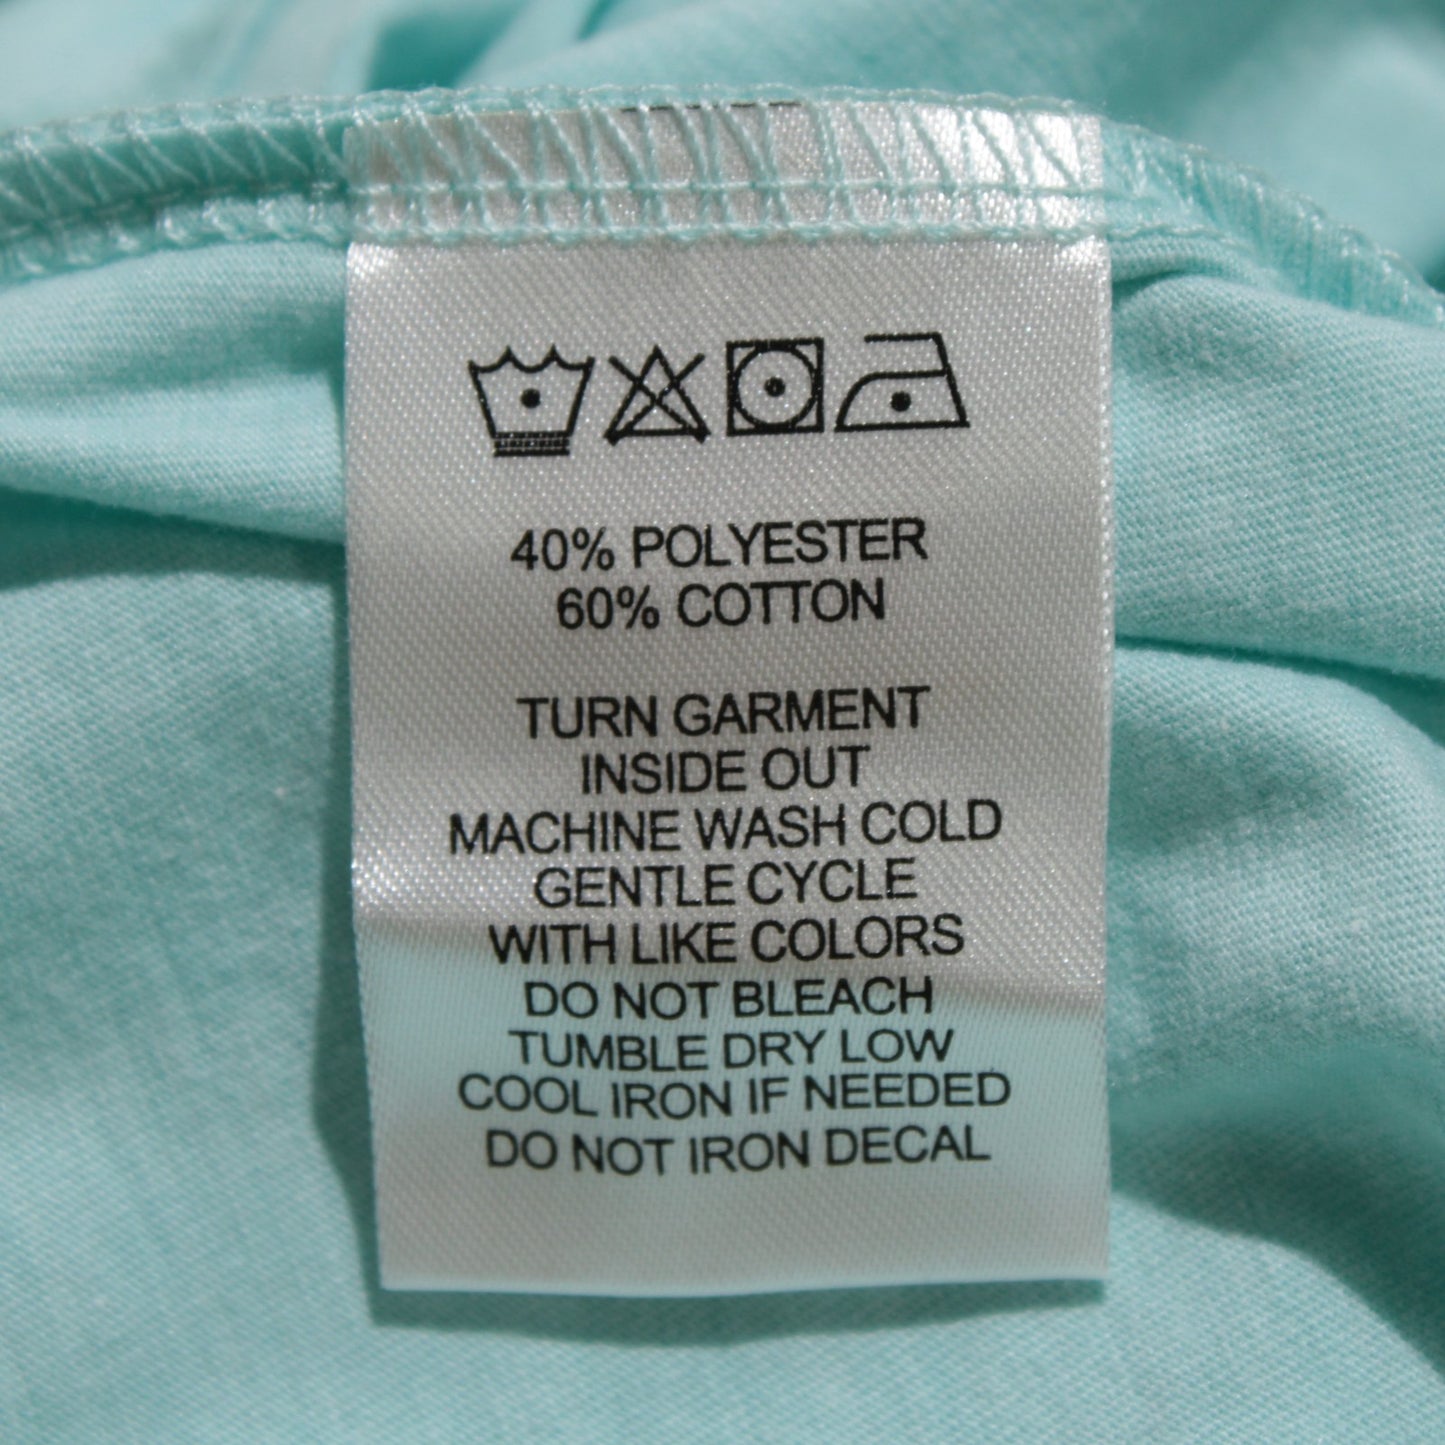 40% POLYESTER
60% COTTON
TURN GARMENT
INSIDE OUT
MACHINE WASH COLD
GENTLE CYCLE
WITH LIKE COLORS
DO NOT BLEACH
TUMBLE DRY LOW
COOL IRON IF NEEDED
DO NOT IRON DECAL